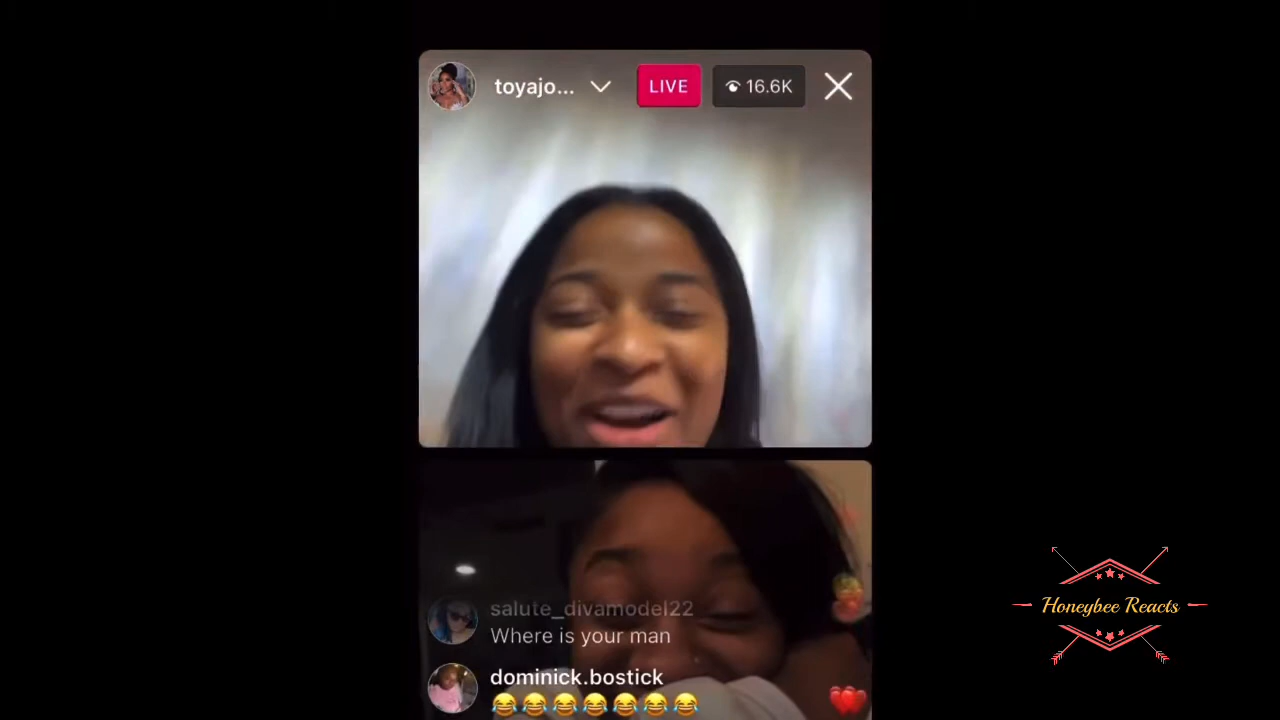 toyajo...
LIVE
16.6K
salute_divamodel22
Where is your man
dominick.bostick
😂😂😂😂😂😂😂
Honeybee Reacts